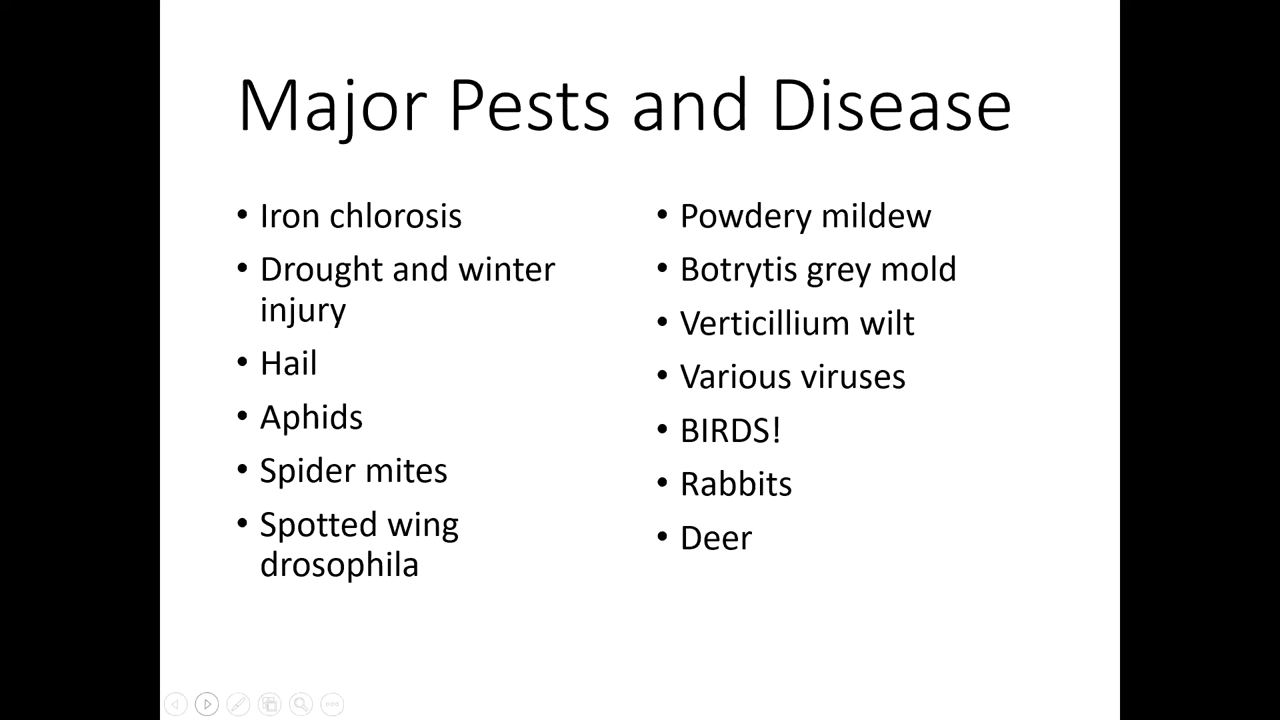 Major Pests and Disease
• Iron chlorosis
• Drought and winter
injury
• Hail
• Aphids
• Spider mites
• Spotted wing
drosophila
• Powdery mildew
• Botrytis grey mold
• Verticillium wilt
• Various viruses
• BIRDS!
• Rabbits
• Deer